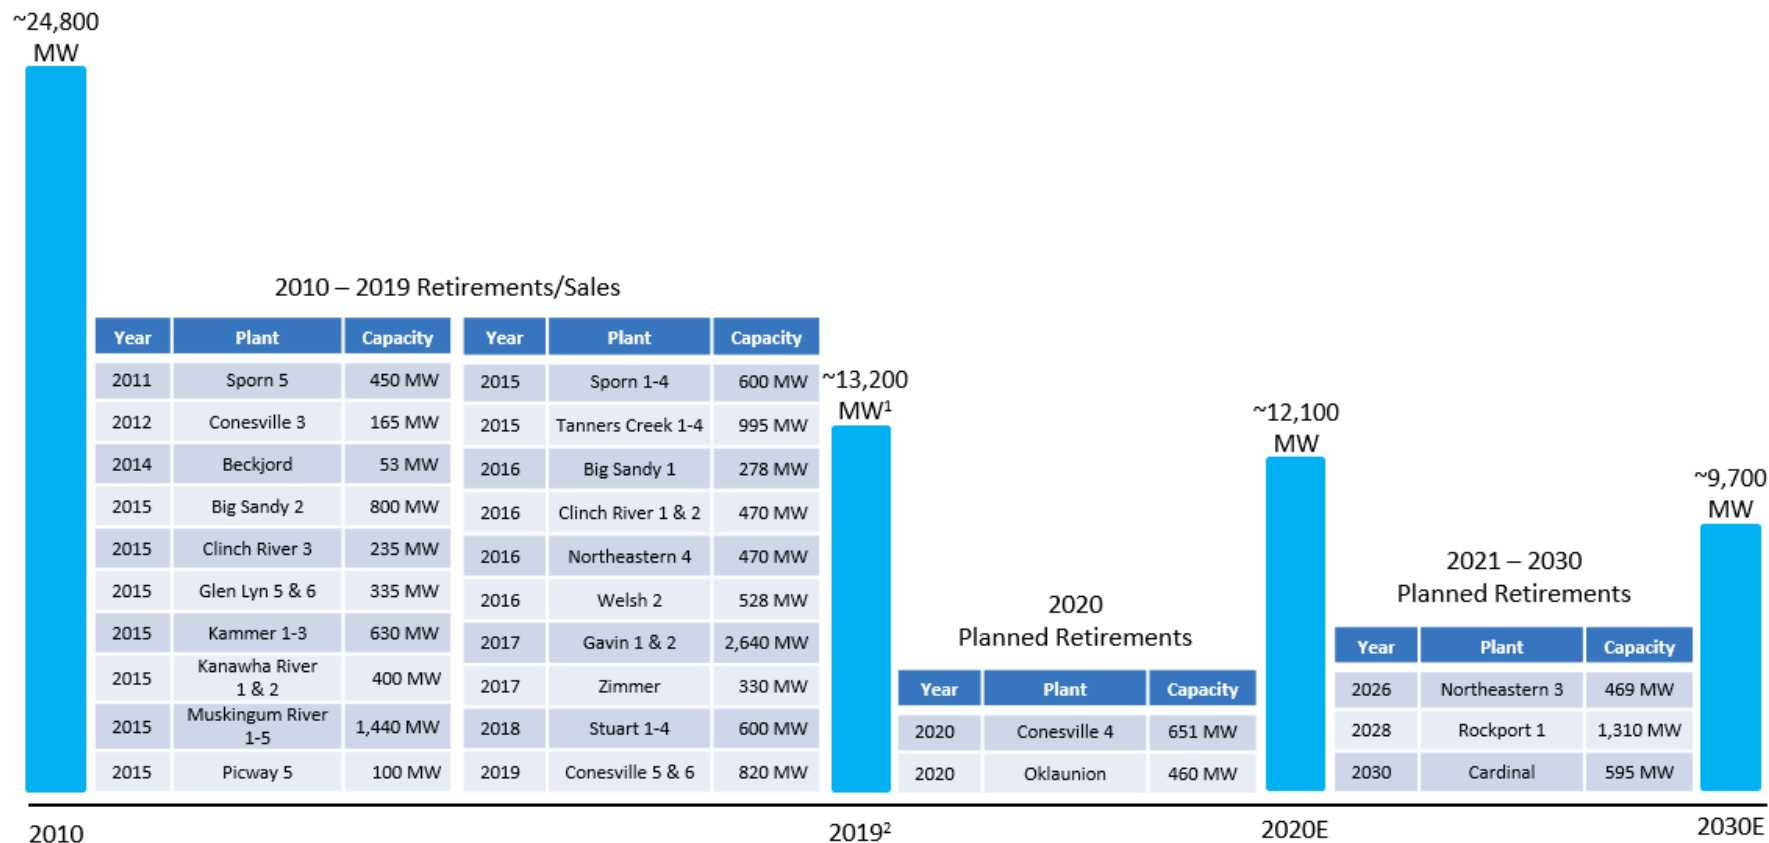 ~24,800
MW
2010 – 2019 Retirements/Sales
Year Plant Capacity
2011 Sporn 5 450 MW
2012 Conesville 3 165 MW
2014 Beckjord 53 MW
2015 Big Sandy 2 800 MW
2015 Clinch River 3 235 MW
2015 Glen Lyn 5 & 6 335 MW
2015 Kammer 1-3 630 MW
2015 Kanawha River
1 & 2 400 MW
2015 Muskingum River
1-5 1,440 MW
2015 Picway 5 100 MW
Year Plant Capacity
2015 Sporn 1-4 600 MW
2015 Tanners Creek 1-4 995 MW
2016 Big Sandy 1 278 MW
2016 Clinch River 1 & 2 470 MW
2016 Northeastern 4 470 MW
2016 Welsh 2 528 MW
2017 Gavin 1 & 2 2,640 MW
2017 Zimmer 330 MW
2018 Stuart 1-4 600 MW
2019 Conesville 5 & 6 820 MW
~13,200
MW¹
2020
Planned Retirements
Year Plant Capacity
2020 Conesville 4 651 MW
2020 Oklaunion 460 MW
~12,100
MW
2021 – 2030
Planned Retirements
Year Plant Capacity
2026 Northeastern 3 469 MW
2028 Rockport 1 1,310 MW
2030 Cardinal 595 MW
~9,700
MW
2010
2019²
2020E
2030E